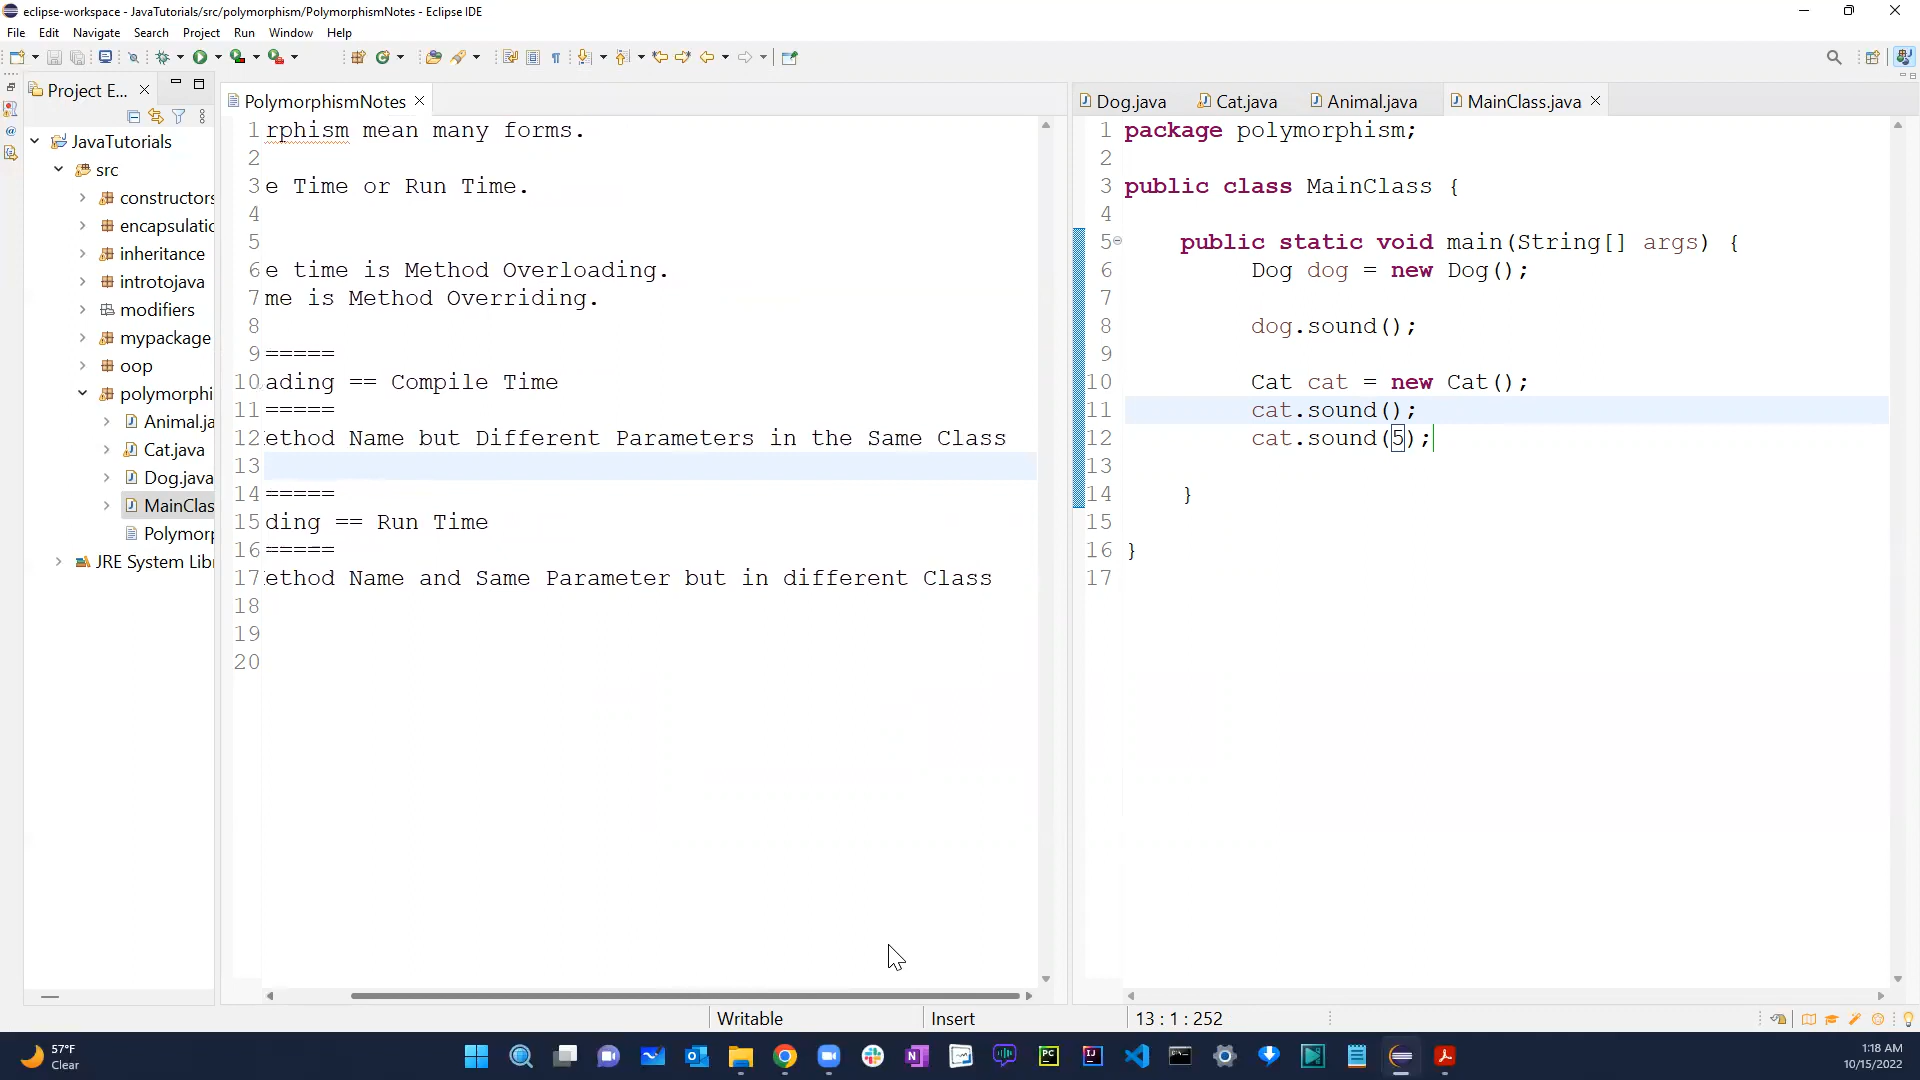 eclipse-workspace - JavaTutorials/src/polymorphism/PolymorphismNotes - Eclipse IDE
File Edit Navigate Search Project Run Window Help
Project E...
JavaTutorials
src
constructors
encapsulatio
inheritance
introtojava
modifiers
mypackage
oop
polymorphi
Animal.ja
Cat.java
Dog.java
MainClas
Polymorp
JRE System Libr
PolymorphismNotes
1 rphism mean many forms.
2
3 e Time or Run Time.
4
5
6 e time is Method Overloading.
7 me is Method Overriding.
8
9 =====
10 ading == Compile Time
11 =====
12 ethod Name but Different Parameters in the Same Class
13
14 =====
15 ding == Run Time
16 =====
17 ethod Name and Same Parameter but in different Class
18
19
20
Dog.java Cat.java Animal.java MainClass.java
1 package polymorphism;
2
3 public class MainClass {
4
5 public static void main(String[] args) {
6 Dog dog = new Dog();
7
8 dog.sound();
9
10 Cat cat = new Cat();
11 cat.sound();
12 cat.sound(5);
13
14 }
15
16 }
17
Writable Insert 13 : 1 : 252
57°F
Clear
1:18 AM
10/15/2022